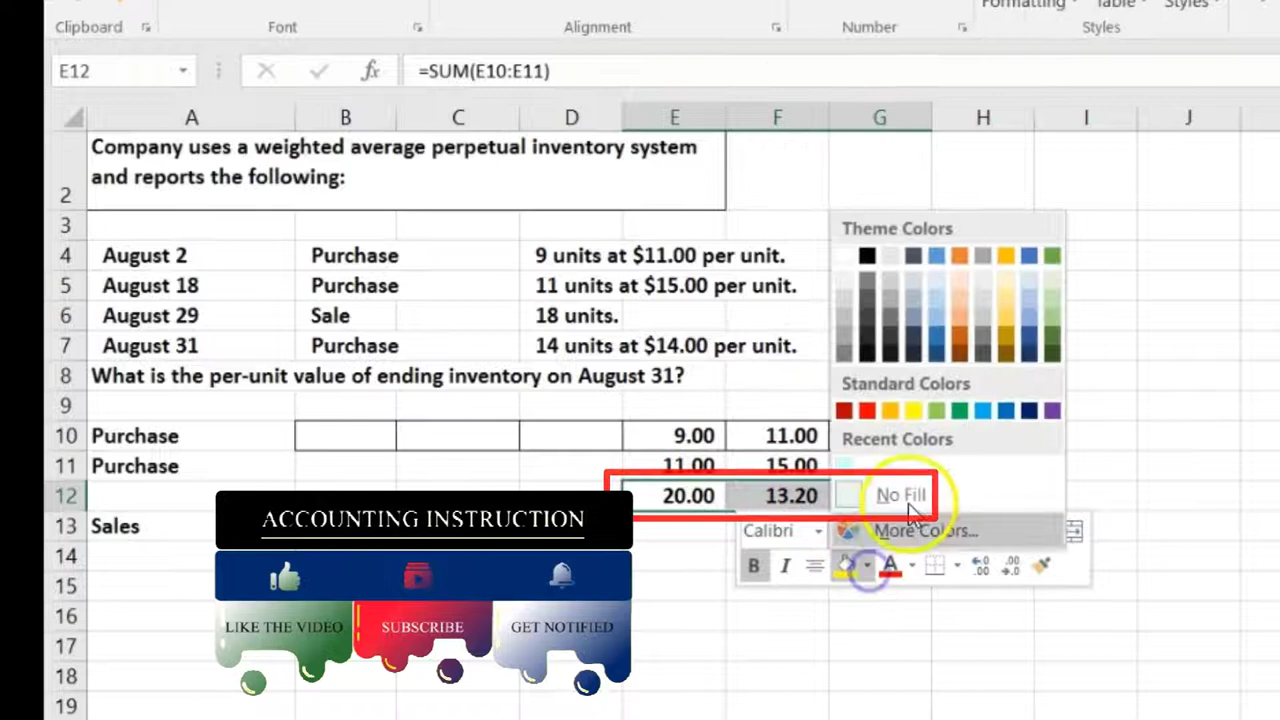 Formatting Table Styles
Clipboard Font Alignment Number Styles
E12 fx =SUM(E10:E11)
A B C D E F G H I J
Company uses a weighted average perpetual inventory system
2 and reports the following:
3
4 August 2 Purchase 9 units at $11.00 per unit.
5 August 18 Purchase 11 units at $15.00 per unit.
6 August 29 Sale 18 units.
7 August 31 Purchase 14 units at $14.00 per unit.
8 What is the per-unit value of ending inventory on August 31?
9
10 Purchase 9.00 11.00
11 Purchase 11.00 15.00
12 20.00 13.20
13 Sales
14
15
16
17
18
19
Theme Colors
Standard Colors
Recent Colors
No Fill
More Colors...
Calibri
B I A .00 .00
ACCOUNTING INSTRUCTION
LIKE THE VIDEO SUBSCRIBE GET NOTIFIED